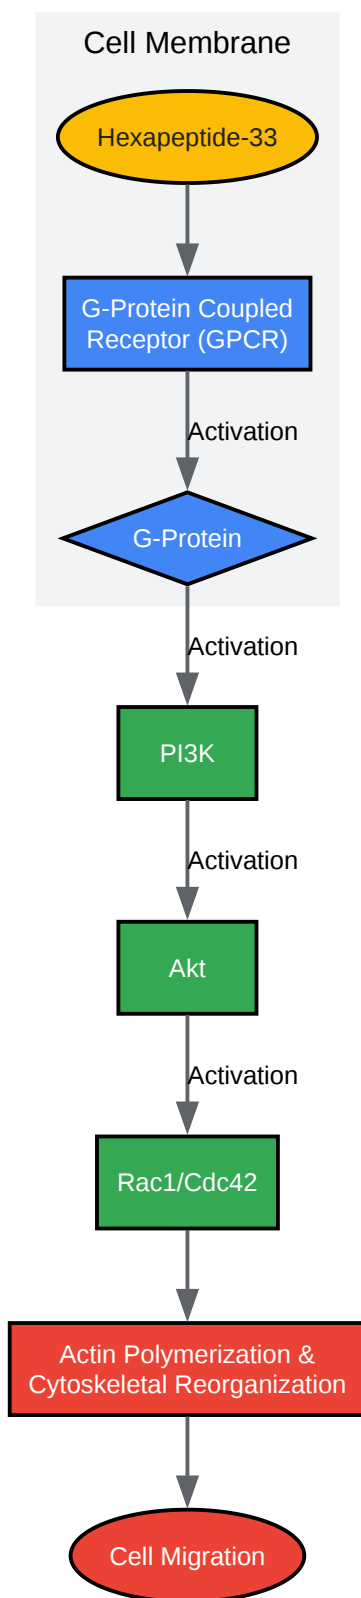 Cell Membrane
Hexapeptide-33
G-Protein Coupled
Receptor (GPCR)
Activation
G-Protein
Activation
PI3K
Activation
Akt
Activation
Rac1/Cdc42
Actin Polymerization &
Cytoskeletal Reorganization
Cell Migration